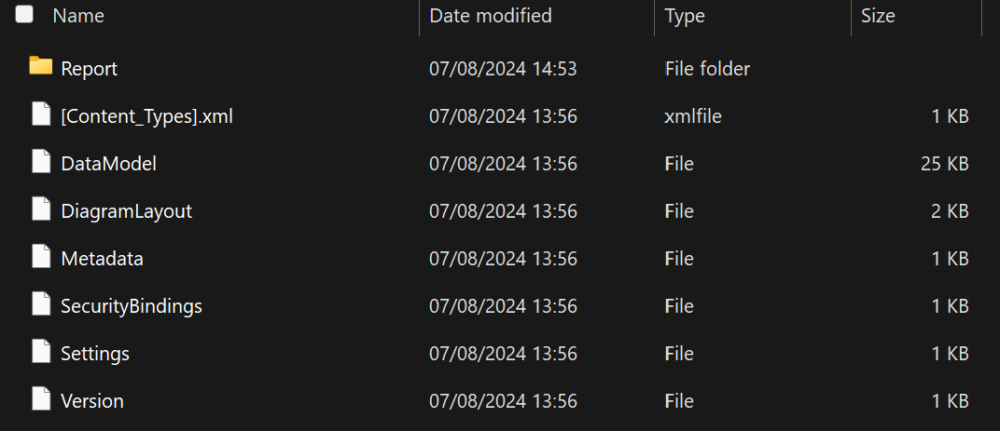 Name Date modified Type Size
Report 07/08/2024 14:53 File folder
[Content_Types].xml 07/08/2024 13:56 xmlfile 1 KB
DataModel 07/08/2024 13:56 File 25 KB
DiagramLayout 07/08/2024 13:56 File 2 KB
Metadata 07/08/2024 13:56 File 1 KB
SecurityBindings 07/08/2024 13:56 File 1 KB
Settings 07/08/2024 13:56 File 1 KB
Version 07/08/2024 13:56 File 1 KB